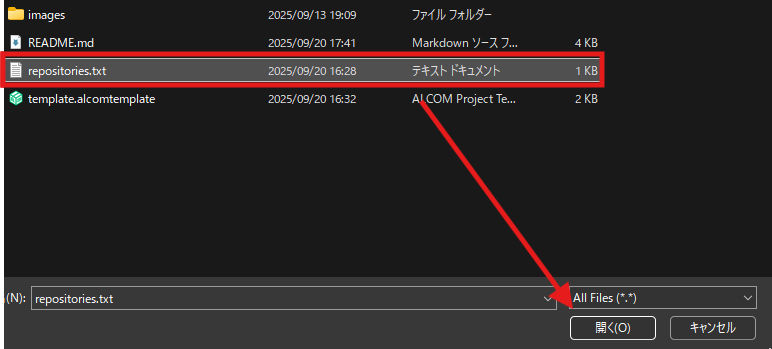 images 2025/09/13 19:09 ファイル フォルダー
README.md 2025/09/20 17:41 Markdown ソース フ... 4 KB
repositories.txt 2025/09/20 16:28 テキスト ドキュメント 1 KB
template.alcomtemplate 2025/09/20 16:32 ALCOM Project Te... 2 KB
(N): repositories.txt All Files (*.*)
開く(O) キャンセル